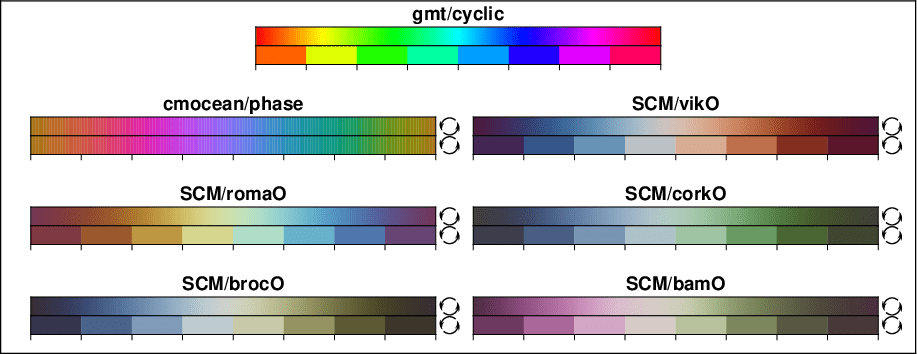 gmt/cyclic
cmocean/phase
SCM/vikO
SCM/romaO
SCM/corkO
SCM/brocO
SCM/bamO